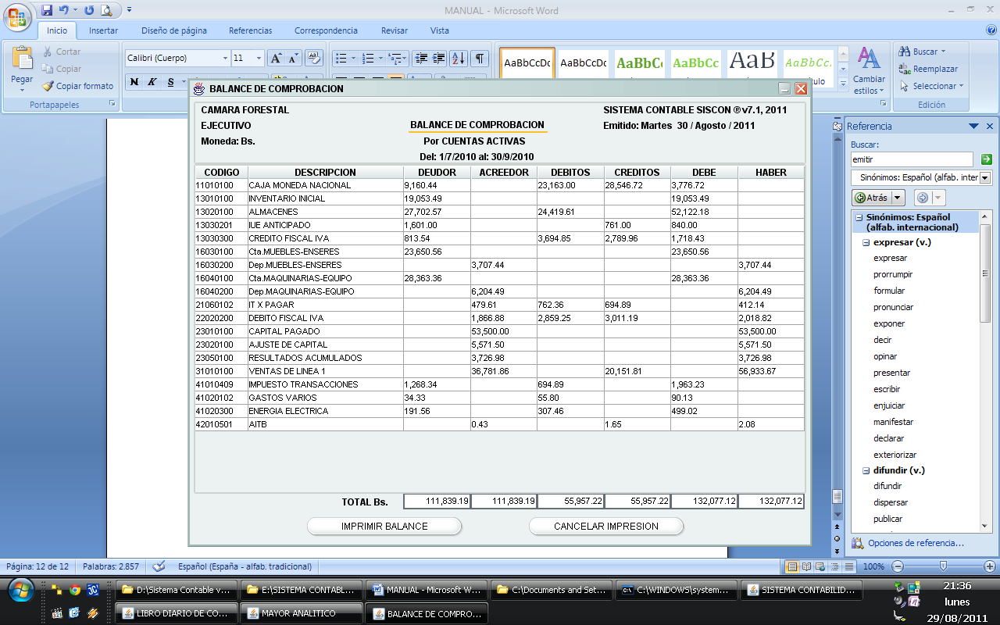 MANUAL - Microsoft Word
Inicio Insertar Diseño de página Referencias Correspondencia Revisar Vista
Pegar
Cortar
Copiar
Copiar formato
Portapapeles
Calibri (Cuerpo) 11
N K S
AaBbCcDc AaBbCcDc AaBbC AaBbCc AaB AaBbCc.
Cambiar estilos
Buscar
Reemplazar
Seleccionar
Edición
BALANCE DE COMPROBACION
CAMARA FORESTAL SISTEMA CONTABLE SISCON ® v7.1, 2011
EJECUTIVO BALANCE DE COMPROBACION Emitido: Martes 30 / Agosto / 2011
Moneda: Bs. Por CUENTAS ACTIVAS
Del: 1/7/2010 al: 30/9/2010
CODIGO DESCRIPCION DEUDOR ACREEDOR DEBITOS CREDITOS DEBE HABER
11010100 CAJA MONEDA NACIONAL 9,160.44 23,163.00 28,546.72 3,776.72
13010100 INVENTARIO INICIAL 19,053.49 19,053.49
13020100 ALMACENES 27,702.57 24,419.61 52,122.18
13030201 IUE ANTICIPADO 1,601.00 761.00 840.00
13030300 CREDITO FISCAL IVA 813.54 3,694.85 2,789.96 1,718.43
16030100 Cta.MUEBLES-ENSERES 23,650.56 23,650.56
16030200 Dep.MUEBLES-ENSERES 3,707.44 3,707.44
16040100 Cta.MAQUINARIAS-EQUIPO 28,363.36 28,363.36
16040200 Dep.MAQUINARIAS-EQUIPO 6,204.49 6,204.49
21060102 IT X PAGAR 479.61 762.36 694.89 412.14
22020200 DEBITO FISCAL IVA 1,866.88 2,859.25 3,011.19 2,018.82
23010100 CAPITAL PAGADO 53,500.00 53,500.00
23020100 AJUSTE DE CAPITAL 5,571.50 5,571.50
23050100 RESULTADOS ACUMULADOS 3,726.98 3,726.98
31010100 VENTAS DE LINEA 1 36,781.86 20,151.81 56,933.67
41010409 IMPUESTO TRANSACCIONES 1,268.34 694.89 1,963.23
41020102 GASTOS VARIOS 34.33 55.80 90.13
41020300 ENERGIA ELECTRICA 191.56 307.46 499.02
42010501 AITB 0.43 1.65 2.08
TOTAL Bs. 111,839.19 111,839.19 55,957.22 55,957.22 132,077.12 132,077.12
IMPRIMIR BALANCE CANCELAR IMPRESION
Referencia
Buscar:
emitir
Sinónimos: Español (alfab. inter
Atrás
Sinónimos: Español
(alfab. internacional)
expresar (v.)
expresar
prorrumpir
formular
pronunciar
exponer
decir
opinar
presentar
escribir
enjuiciar
manifestar
declarar
exteriorizar
difundir (v.)
difundir
dispersar
publicar
Opciones de referencia...
Página: 12 de 12 Palabras: 2.857 Español (España - alfab. tradicional) 100%
D:\Sistema Contable v... E:\SISTEMA CONTABL... MANUAL - Microsoft W... C:\Documents and Set... C:\WINDOWS\system... SISTEMA CONTABILID...
LIBRO DIARIO DE CO... MAYOR ANALITICO BALANCE DE COMPRO...
21:36
lunes
29/08/2011